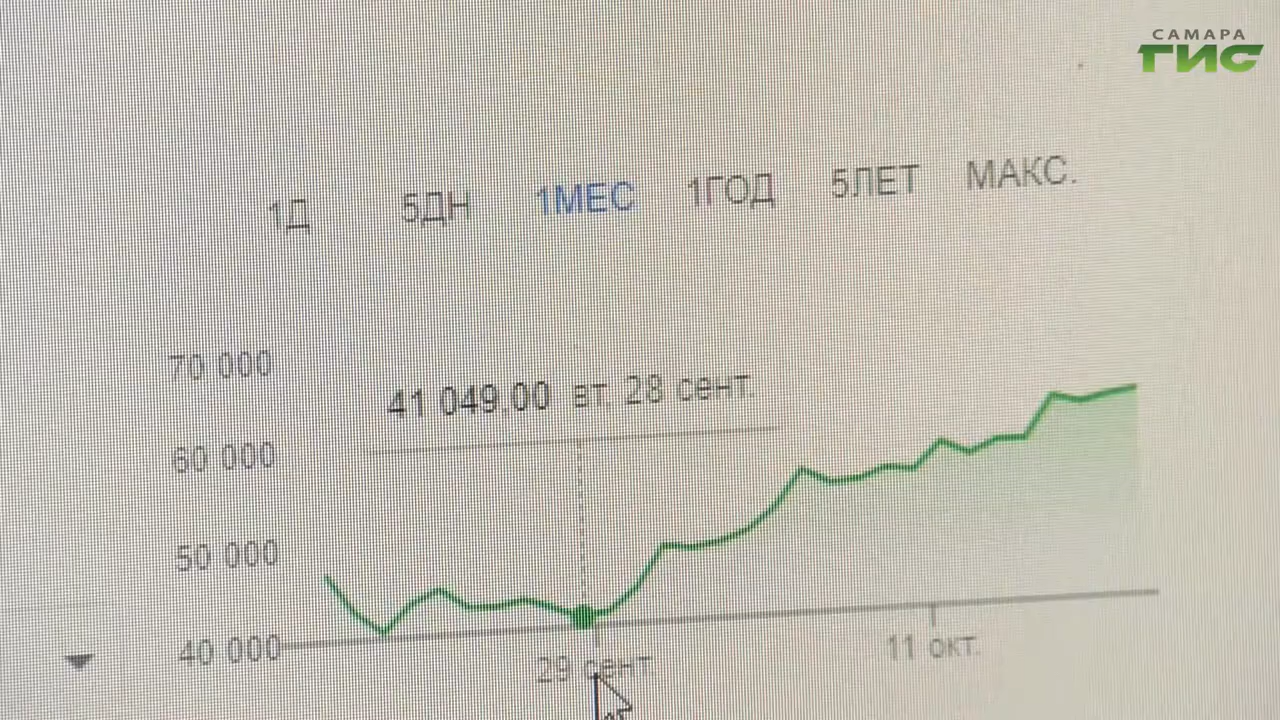 САМАРА
ГИС
1Д 5ДН 1МЕС 1ГОД 5ЛЕТ МАКС.
70 000
41 049.00 вт, 28 сент.
60 000
50 000
40 000
29 сент.
11 окт.